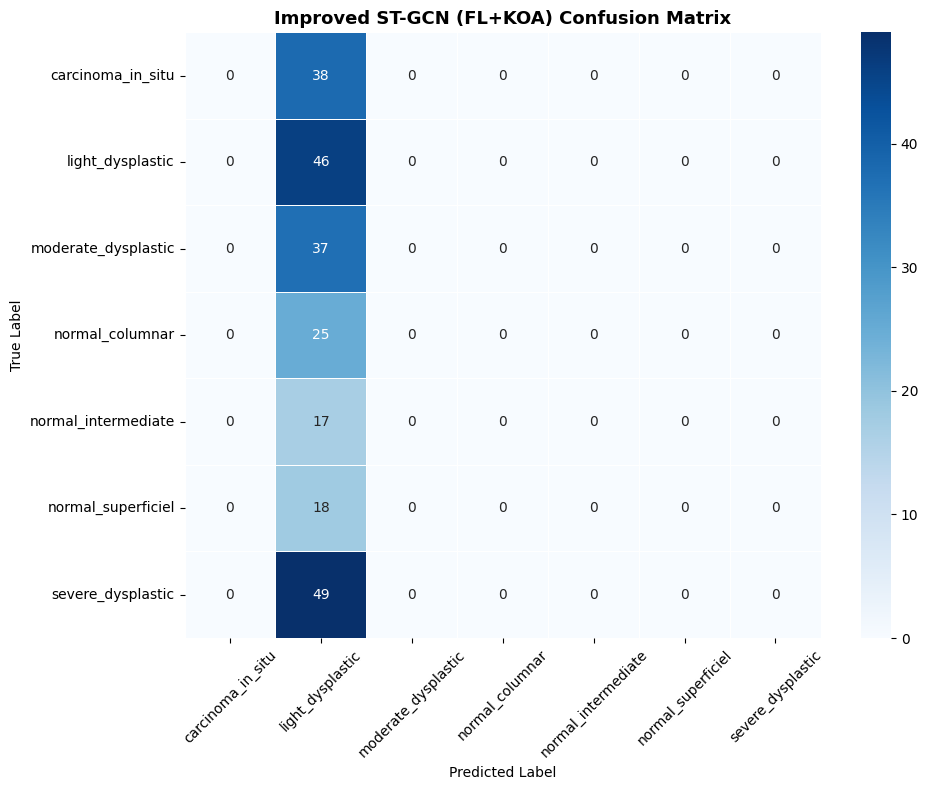 Improved ST-GCN (FL+KOA) Confusion Matrix
True Label
carcinoma_in_situ 0 38 0 0 0 0 0
light_dysplastic 0 46 0 0 0 0 0
moderate_dysplastic 0 37 0 0 0 0 0
normal_columnar 0 25 0 0 0 0 0
normal_intermediate 0 17 0 0 0 0 0
normal_superficiel 0 18 0 0 0 0 0
severe_dysplastic 0 49 0 0 0 0 0
carcinoma_in_situ light_dysplastic moderate_dysplastic normal_columnar normal_intermediate normal_superficiel severe_dysplastic
Predicted Label
40
30
20
10
0